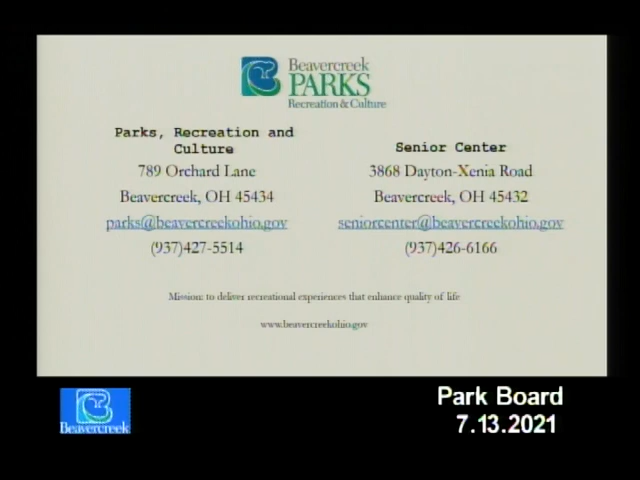 Beavercreek
PARKS
Recreation & Culture
Parks, Recreation and
Culture
789 Orchard Lane
Beavercreek, OH 45434
parks@beavercreekohio.gov
(937)427-5514
Senior Center
3868 Dayton-Xenia Road
Beavercreek, OH 45432
seniorcenter@beavercreekohio.gov
(937)426-6166
Mission: to deliver recreational experiences that enhance quality of life
www.beavercreekohio.gov
Beavercreek
Park Board
7.13.2021